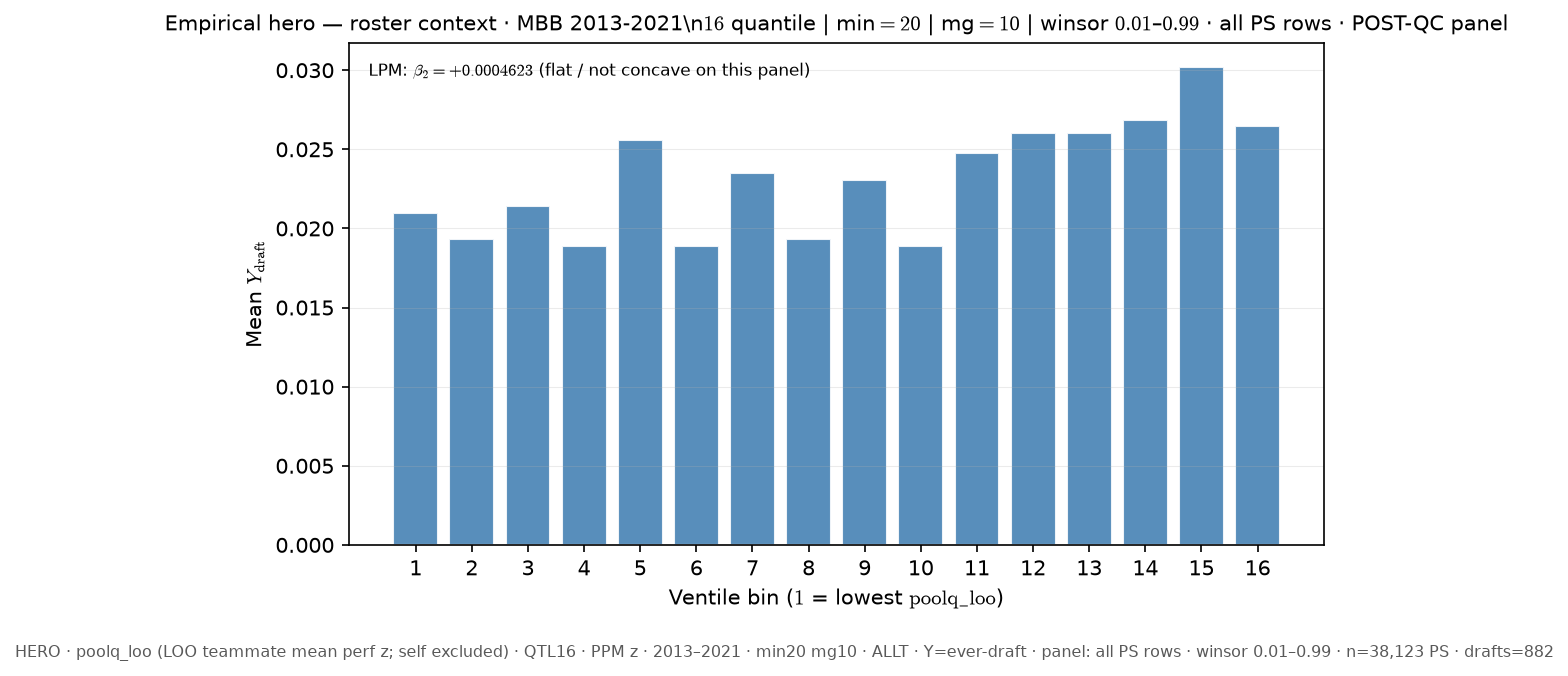 Empirical hero — roster context · MBB 2013-2021\n16 quantile | min = 20 | mg = 10 | winsor 0.01–0.99 · all PS rows · POST-QC panel
LPM: β₂ = +0.0004623 (flat / not concave on this panel)
0.030
0.025
0.020
0.015
0.010
0.005
0.000
Mean Y_draft
1 2 3 4 5 6 7 8 9 10 11 12 13 14 15 16
Ventile bin (1 = lowest poolq_loo)
HERO · poolq_loo (LOO teammate mean perf z; self excluded) · QTL16 · PPM z · 2013–2021 · min20 mg10 · ALLT · Y=ever-draft · panel: all PS rows · winsor 0.01–0.99 · n=38,123 PS · drafts=882